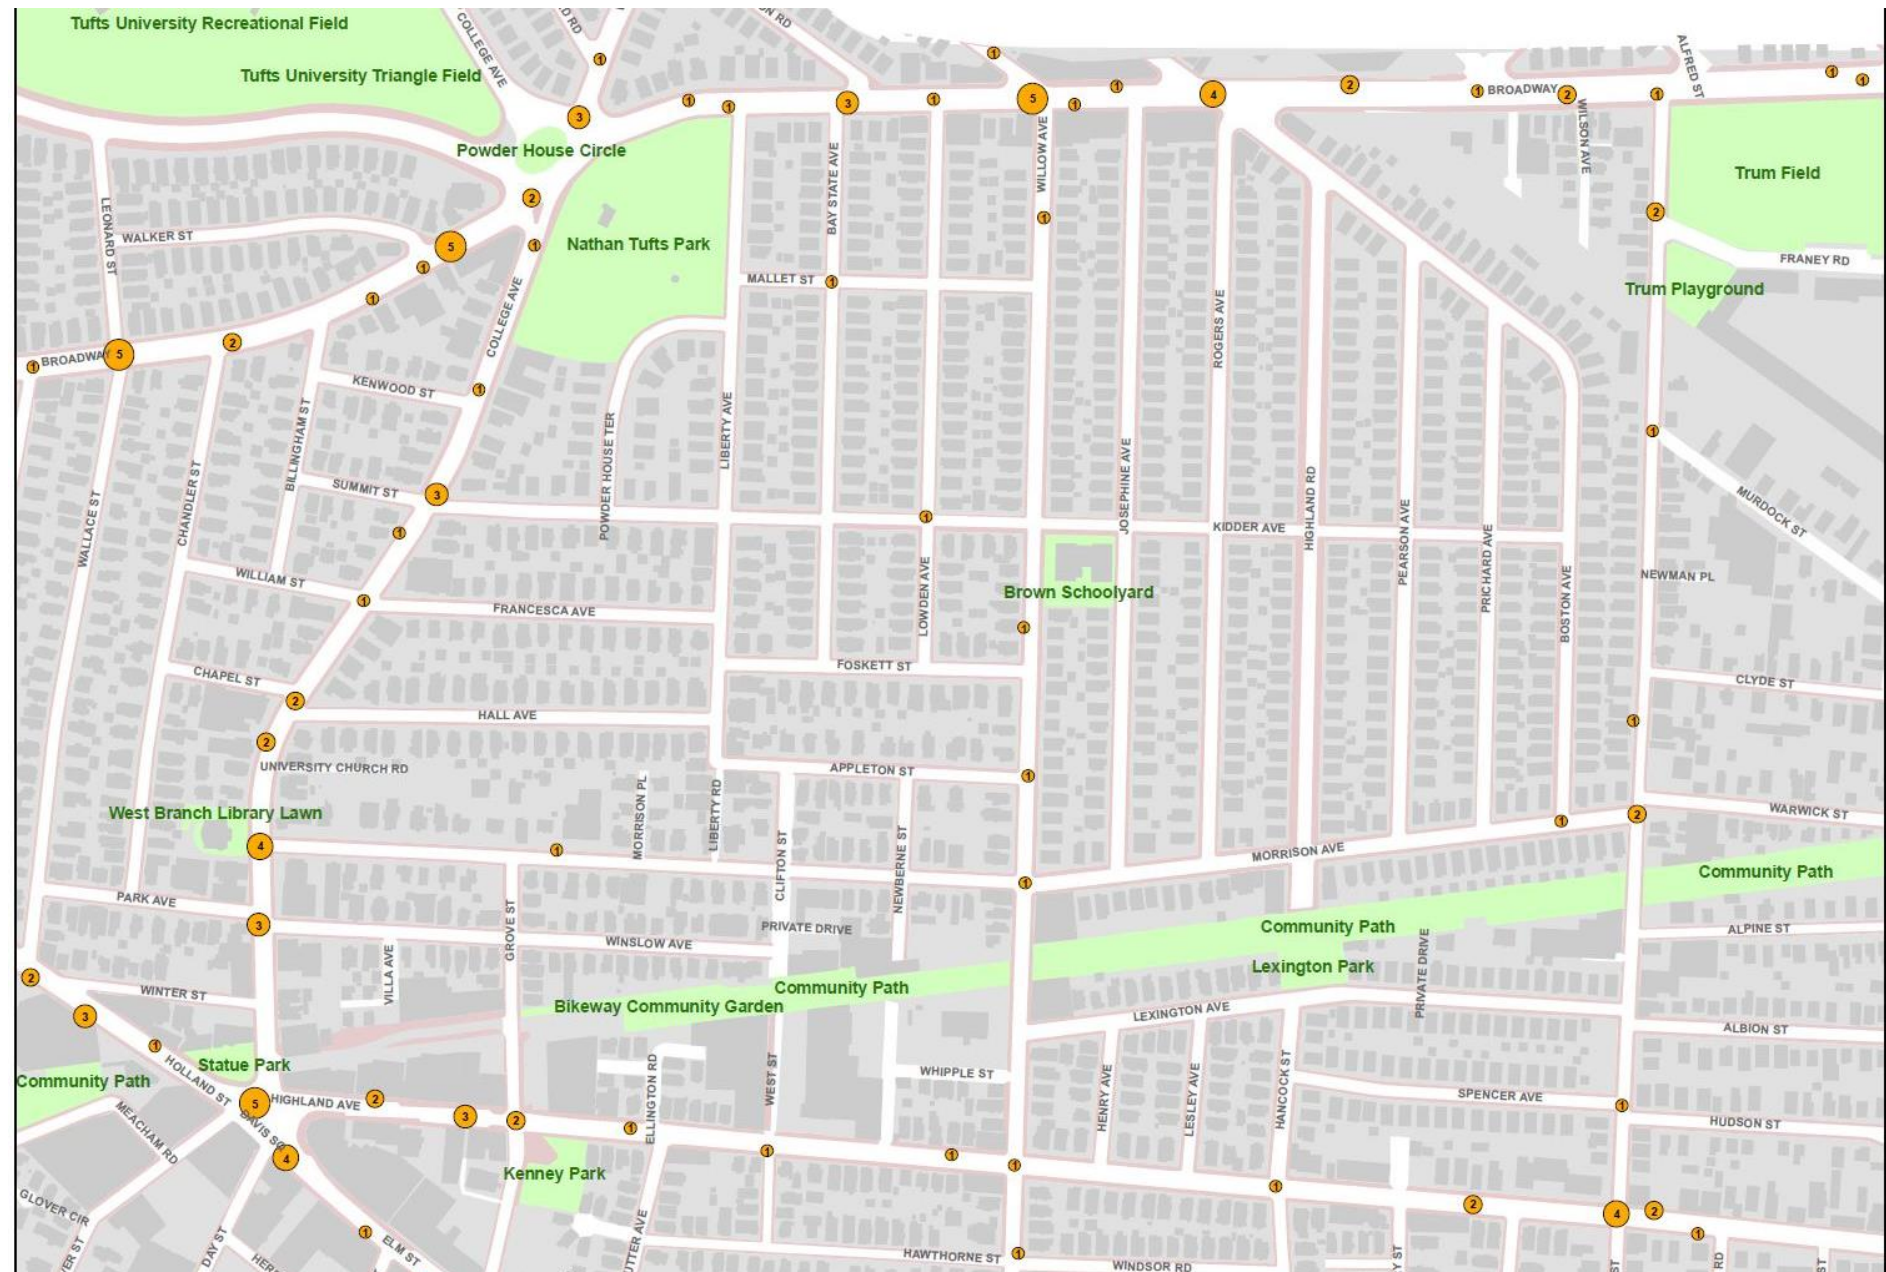 Tufts University Recreational Field
Tufts University Triangle Field
COLLEGE AVE
ALFRED ST
BROADWAY
WILSON AVE
Powder House Circle
WILLOW AVE
BAY STATE AVE
Trum Field
LEONARD ST
WALKER ST
Nathan Tufts Park
MALLET ST
FRANEY RD
Trum Playground
COLLEGE AVE
ROGERS AVE
BROADWAY
KENWOOD ST
BILLINGHAM ST
POWDER HOUSE TER
LIBERTY AVE
JOSEPHINE AVE
HIGHLAND RD
CHANDLER ST
WALLACE ST
SUMMIT ST
KIDDER AVE
PEARSON AVE
PRICHARD AVE
MURDOCK ST
WILLIAM ST
FRANCESCA AVE
LOWDEN AVE
Brown Schoolyard
BOSTON AVE
NEWMAN PL
CHAPEL ST
FOSKETT ST
CLYDE ST
HALL AVE
UNIVERSITY CHURCH RD
APPLETON ST
West Branch Library Lawn
MORRISON PL
LIBERTY RD
CLIFTON ST
NEWBERNE ST
WARWICK ST
MORRISON AVE
Community Path
PARK AVE
GROVE ST
WINSLOW AVE
PRIVATE DRIVE
Community Path
ALPINE ST
VILLA AVE
Lexington Park
PRIVATE DRIVE
WINTER ST
Community Path
Bikeway Community Garden
LEXINGTON AVE
ALBION ST
Statue Park
HOLLAND ST
Community Path
ELLINGTON RD
WEST ST
WHIPPLE ST
HENRY AVE
LESLEY AVE
HANCOCK ST
SPENCER AVE
HUDSON ST
HIGHLAND AVE
DAVIS SQ
MEACHAM RD
Kenney Park
GLOVER CIR
DAY ST
ELM ST
HAWTHORNE ST
WINDSOR RD